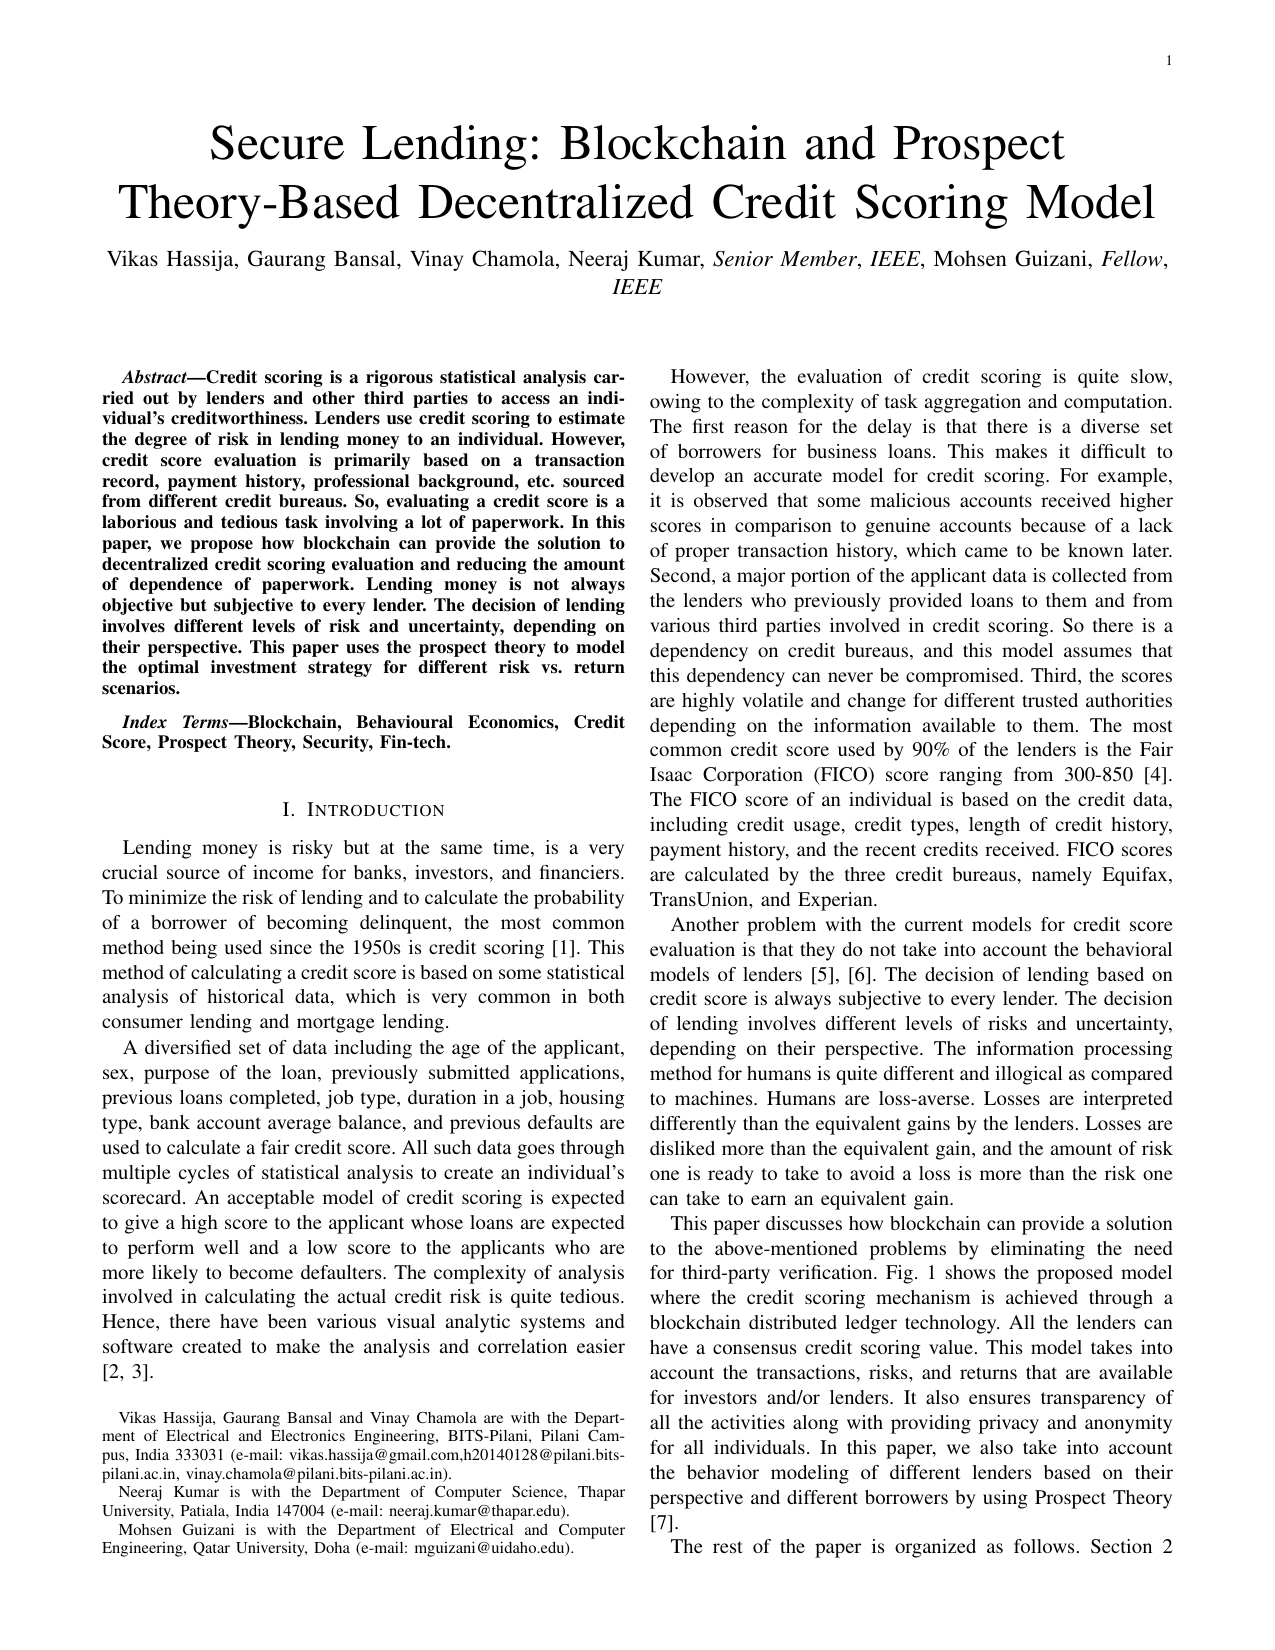 1
Secure Lending: Blockchain and Prospect
Theory-Based Decentralized Credit Scoring Model
Vikas Hassija, Gaurang Bansal, Vinay Chamola, Neeraj Kumar, Senior Member, IEEE, Mohsen Guizani, Fellow,
IEEE
Abstract—Credit scoring is a rigorous statistical analysis car-
ried out by lenders and other third parties to access an indi-
vidual's creditworthiness. Lenders use credit scoring to estimate
the degree of risk in lending money to an individual. However,
credit score evaluation is primarily based on a transaction
record, payment history, professional background, etc. sourced
from different credit bureaus. So, evaluating a credit score is a
laborious and tedious task involving a lot of paperwork. In this
paper, we propose how blockchain can provide the solution to
decentralized credit scoring evaluation and reducing the amount
of dependence of paperwork. Lending money is not always
objective but subjective to every lender. The decision of lending
involves different levels of risk and uncertainty, depending on
their perspective. This paper uses the prospect theory to model
the optimal investment strategy for different risk vs. return
scenarios.
Index Terms—Blockchain, Behavioural Economics, Credit
Score, Prospect Theory, Security, Fin-tech.
I. INTRODUCTION
Lending money is risky but at the same time, is a very
crucial source of income for banks, investors, and financiers.
To minimize the risk of lending and to calculate the probability
of a borrower of becoming delinquent, the most common
method being used since the 1950s is credit scoring [1]. This
method of calculating a credit score is based on some statistical
analysis of historical data, which is very common in both
consumer lending and mortgage lending.
A diversified set of data including the age of the applicant,
sex, purpose of the loan, previously submitted applications,
previous loans completed, job type, duration in a job, housing
type, bank account average balance, and previous defaults are
used to calculate a fair credit score. All such data goes through
multiple cycles of statistical analysis to create an individual's
scorecard. An acceptable model of credit scoring is expected
to give a high score to the applicant whose loans are expected
to perform well and a low score to the applicants who are
more likely to become defaulters. The complexity of analysis
involved in calculating the actual credit risk is quite tedious.
Hence, there have been various visual analytic systems and
software created to make the analysis and correlation easier
[2, 3].
Vikas Hassija, Gaurang Bansal and Vinay Chamola are with the Depart-
ment of Electrical and Electronics Engineering, BITS-Pilani, Pilani Cam-
pus, India 333031 (e-mail: vikas.hassija@gmail.com,h20140128@pilani.bits-
pilani.ac.in, vinay.chamola@pilani.bits-pilani.ac.in).
Neeraj Kumar is with the Department of Computer Science, Thapar
University, Patiala, India 147004 (e-mail: neeraj.kumar@thapar.edu).
Mohsen Guizani is with the Department of Electrical and Computer
Engineering, Qatar University, Doha (e-mail: mguizani@uidaho.edu).
However, the evaluation of credit scoring is quite slow,
owing to the complexity of task aggregation and computation.
The first reason for the delay is that there is a diverse set
of borrowers for business loans. This makes it difficult to
develop an accurate model for credit scoring. For example,
it is observed that some malicious accounts received higher
scores in comparison to genuine accounts because of a lack
of proper transaction history, which came to be known later.
Second, a major portion of the applicant data is collected from
the lenders who previously provided loans to them and from
various third parties involved in credit scoring. So there is a
dependency on credit bureaus, and this model assumes that
this dependency can never be compromised. Third, the scores
are highly volatile and change for different trusted authorities
depending on the information available to them. The most
common credit score used by 90% of the lenders is the Fair
Isaac Corporation (FICO) score ranging from 300-850 [4].
The FICO score of an individual is based on the credit data,
including credit usage, credit types, length of credit history,
payment history, and the recent credits received. FICO scores
are calculated by the three credit bureaus, namely Equifax,
TransUnion, and Experian.
Another problem with the current models for credit score
evaluation is that they do not take into account the behavioral
models of lenders [5], [6]. The decision of lending based on
credit score is always subjective to every lender. The decision
of lending involves different levels of risks and uncertainty,
depending on their perspective. The information processing
method for humans is quite different and illogical as compared
to machines. Humans are loss-averse. Losses are interpreted
differently than the equivalent gains by the lenders. Losses are
disliked more than the equivalent gain, and the amount of risk
one is ready to take to avoid a loss is more than the risk one
can take to earn an equivalent gain.
This paper discusses how blockchain can provide a solution
to the above-mentioned problems by eliminating the need
for third-party verification. Fig. 1 shows the proposed model
where the credit scoring mechanism is achieved through a
blockchain distributed ledger technology. All the lenders can
have a consensus credit scoring value. This model takes into
account the transactions, risks, and returns that are available
for investors and/or lenders. It also ensures transparency of
all the activities along with providing privacy and anonymity
for all individuals. In this paper, we also take into account
the behavior modeling of different lenders based on their
perspective and different borrowers by using Prospect Theory
[7].
The rest of the paper is organized as follows. Section 2